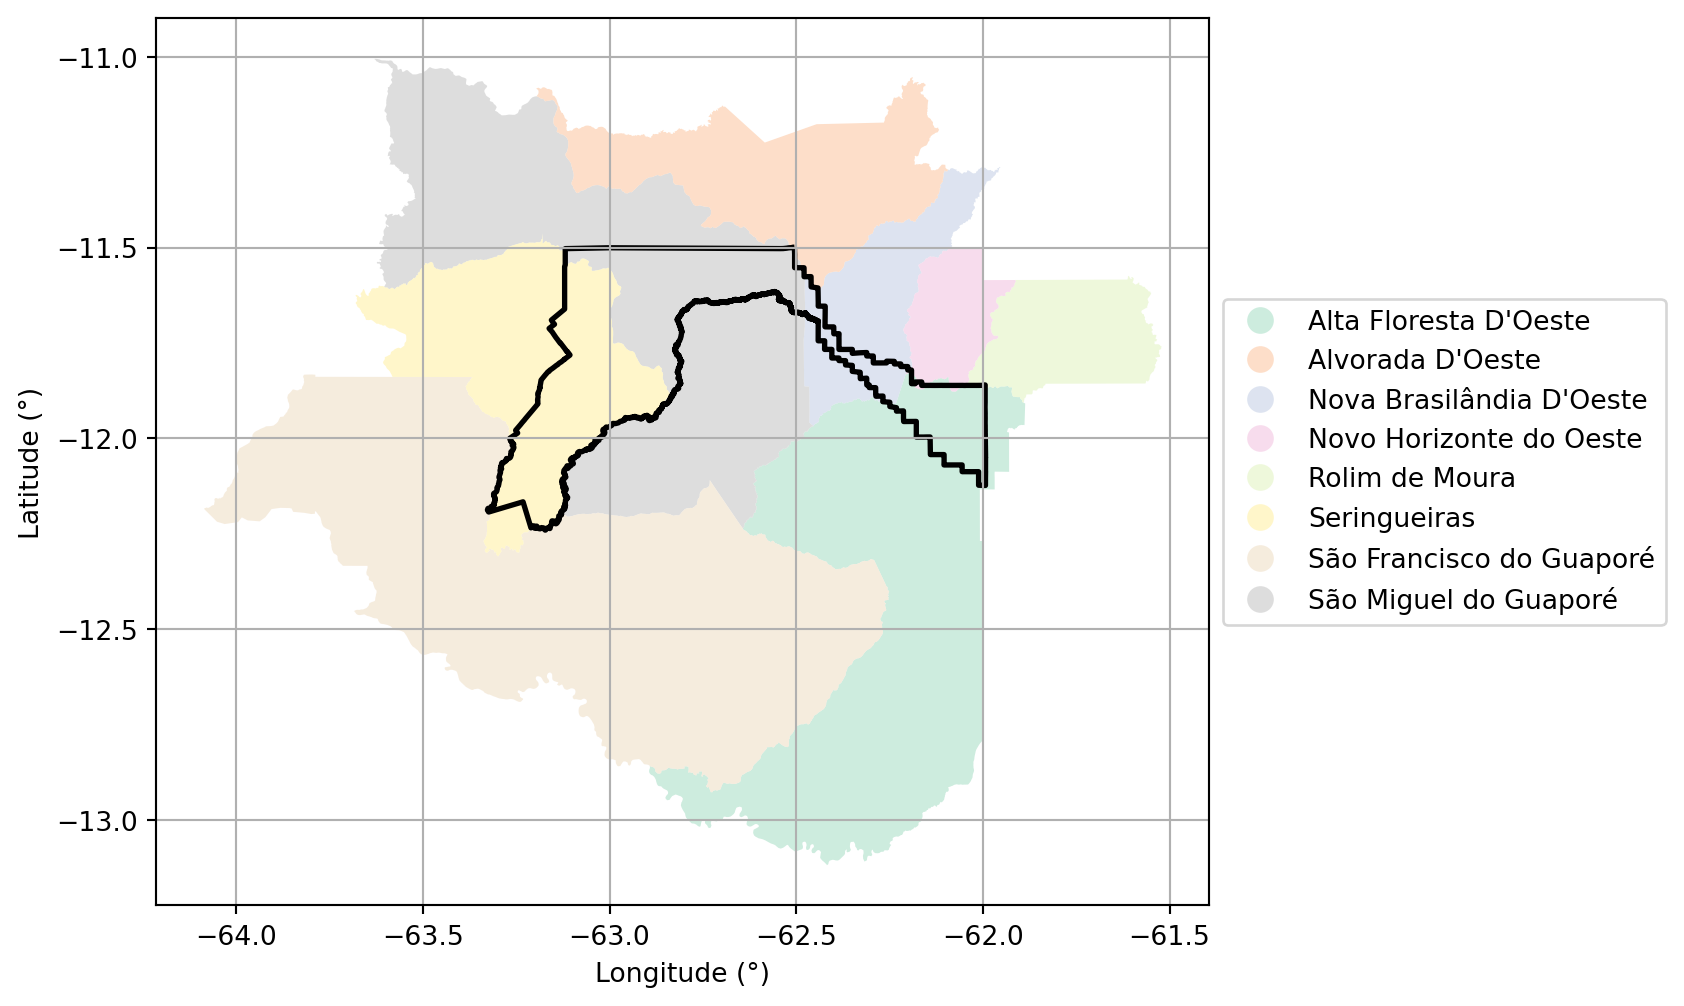 −11.0
−11.5
−12.0
−12.5
−13.0
Latitude (°)
−64.0
−63.5
−63.0
−62.5
−62.0
−61.5
Longitude (°)
Alta Floresta D'Oeste
Alvorada D'Oeste
Nova Brasilândia D'Oeste
Novo Horizonte do Oeste
Rolim de Moura
Seringueiras
São Francisco do Guaporé
São Miguel do Guaporé